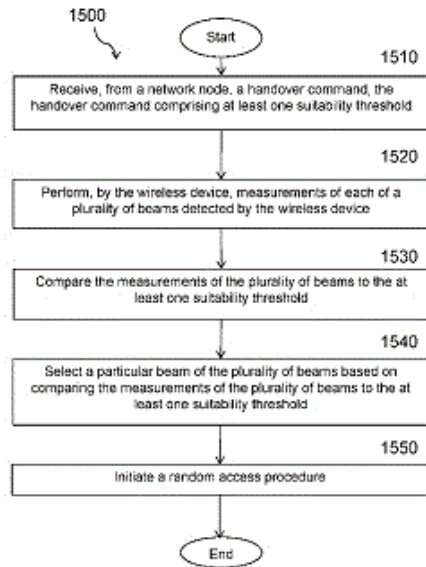 1500
Start
1510
Receive, from a network node, a handover command, the
handover command comprising at least one suitability threshold
1520
Perform, by the wireless device, measurements of each of a
plurality of beams detected by the wireless device
1530
Compare the measurements of the plurality of beams to the at
least one suitability threshold
1540
Select a particular beam of the plurality of beams based on
comparing the measurements of the plurality of beams to the at
least one suitability threshold
1550
Initiate a random access procedure
End